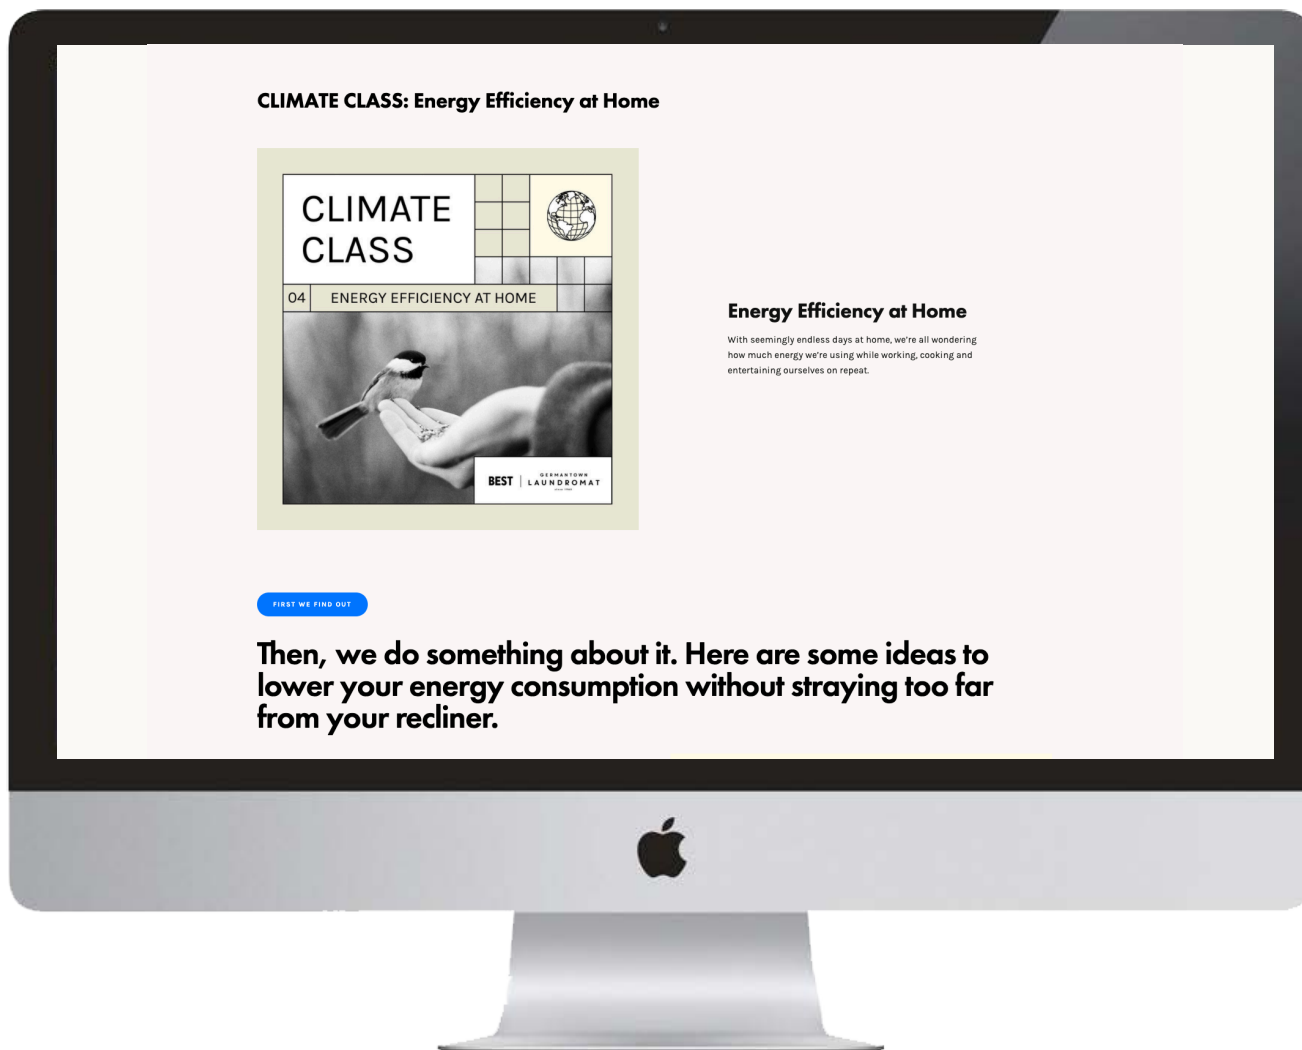 CLIMATE CLASS: Energy Efficiency at Home
CLIMATE
CLASS
04 ENERGY EFFICIENCY AT HOME
BEST
GERMANTOWN
LAUNDROMAT
Energy Efficiency at Home
With seemingly endless days at home, we're all wondering
how much energy we're using while working, cooking and
entertaining ourselves on repeat.
FIRST WE FIND OUT
Then, we do something about it. Here are some ideas to
lower your energy consumption without straying too far
from your recliner.